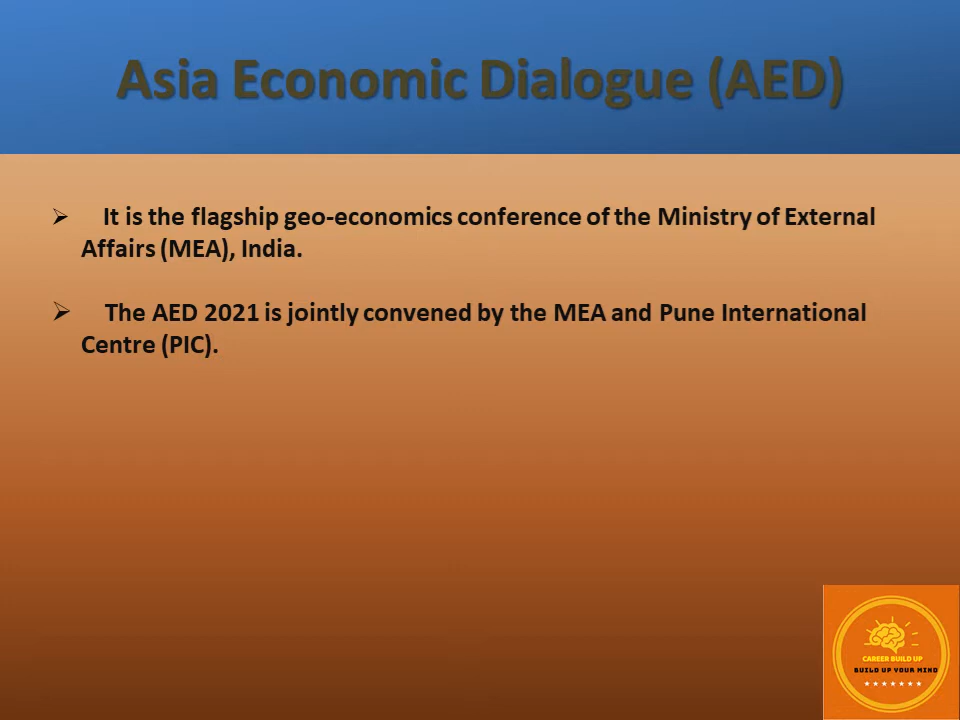 Asia Economic Dialogue (AED)
➢ It is the flagship geo-economics conference of the Ministry of External
Affairs (MEA), India.
➢ The AED 2021 is jointly convened by the MEA and Pune International
Centre (PIC).
CAREER BUILD UP
BUILD UP YOUR MIND